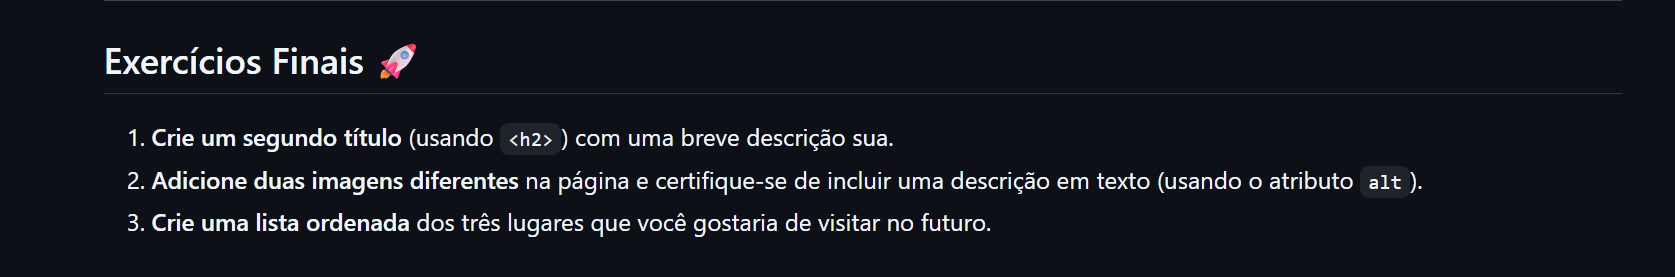 Exercícios Finais 🚀
1. Crie um segundo título (usando <h2>) com uma breve descrição sua.
2. Adicione duas imagens diferentes na página e certifique-se de incluir uma descrição em texto (usando o atributo alt).
3. Crie uma lista ordenada dos três lugares que você gostaria de visitar no futuro.